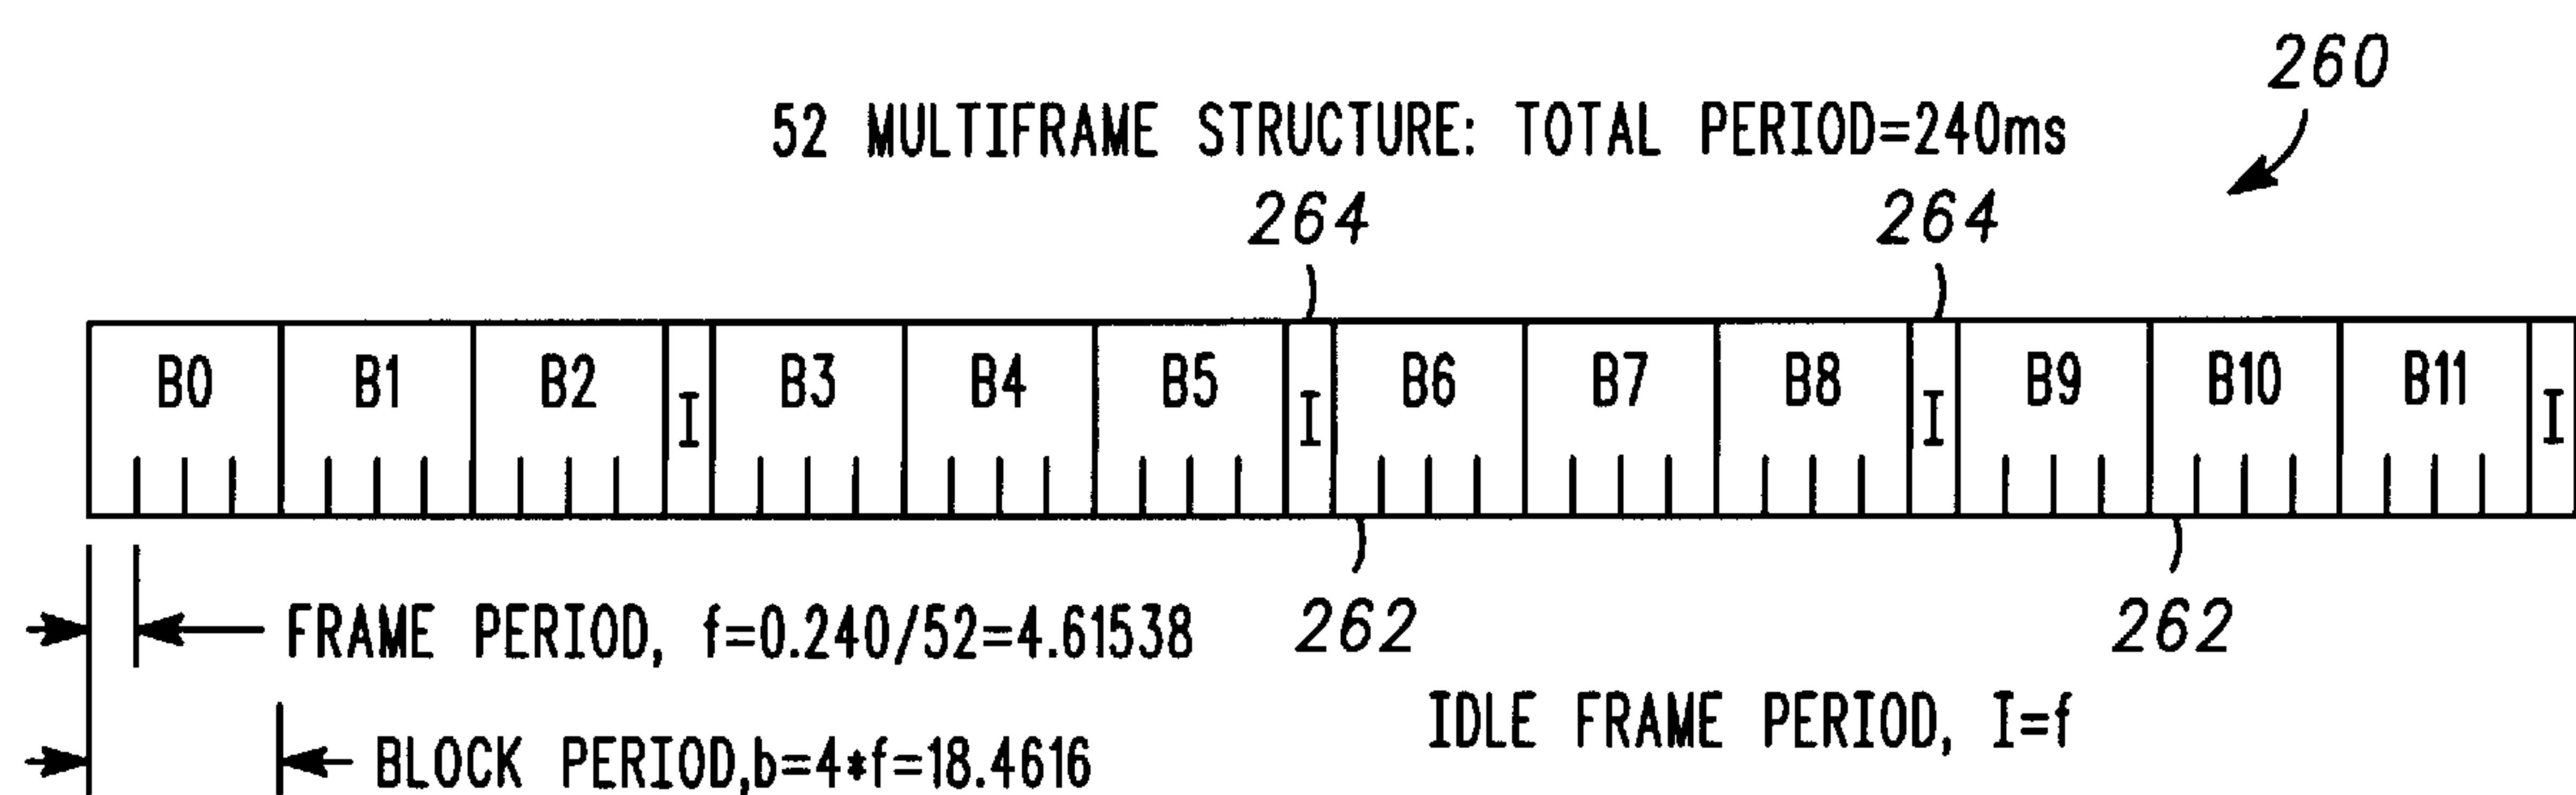 260
52 MULTIFRAME STRUCTURE: TOTAL PERIOD=240ms
264 264
B0 B1 B2 I B3 B4 B5 I B6 B7 B8 I B9 B10 B11 I
FRAME PERIOD, f=0.240/52=4.61538 262 262
IDLE FRAME PERIOD, I=f
BLOCK PERIOD,b=4*f=18.4616